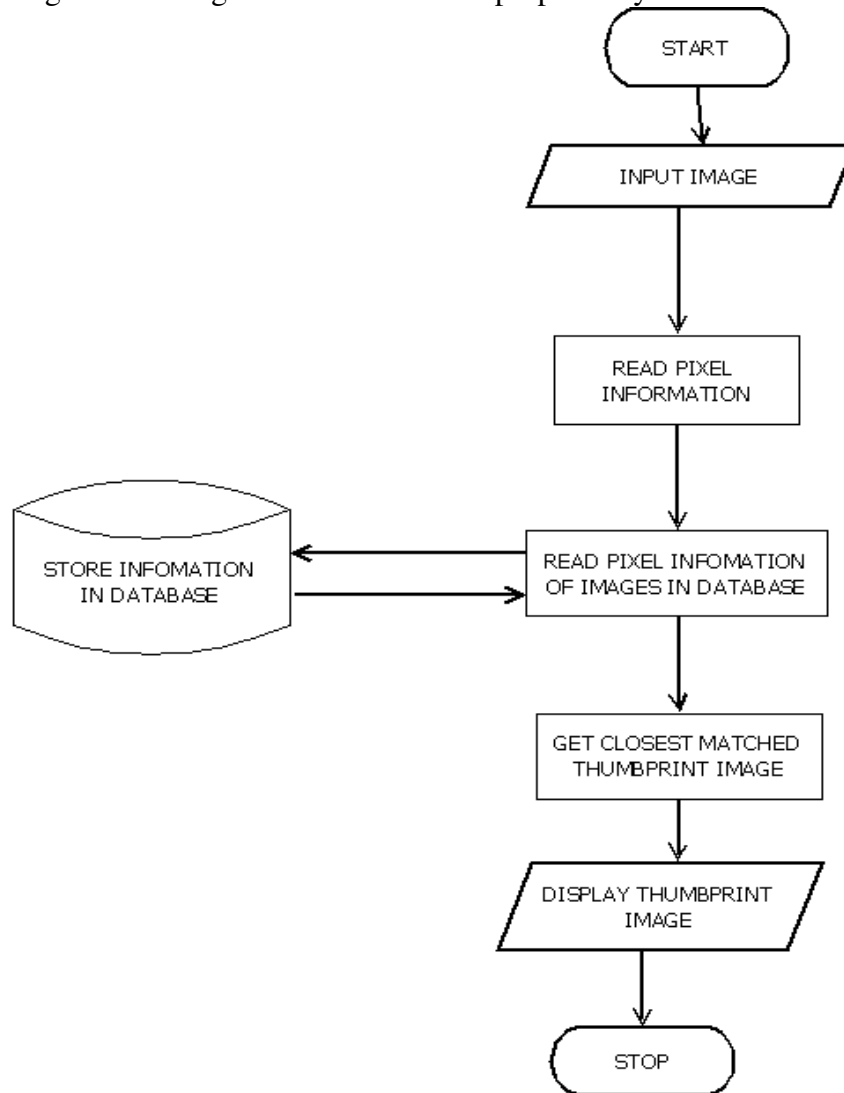 START
INPUT IMAGE
READ PIXEL
INFORMATION
STORE INFOMATION
IN DATABASE
READ PIXEL INFOMATION
OF IMAGES IN DATABASE
GET CLOSEST MATCHED
THUMBPRINT IMAGE
DISPLAY THUMBPRINT
IMAGE
STOP